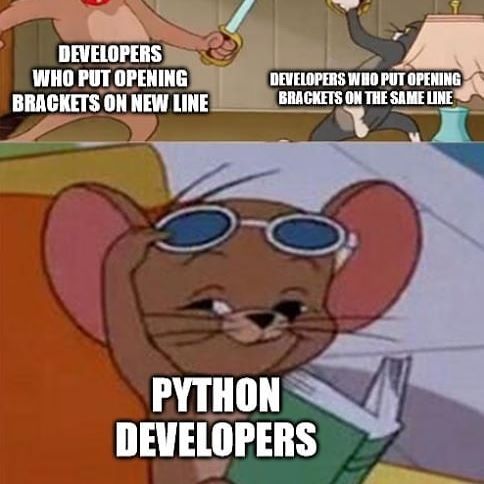 DEVELOPERS
WHO PUT OPENING
BRACKETS ON NEW LINE
DEVELOPERS WHO PUT OPENING
BRACKETS ON THE SAME LINE
PYTHON
DEVELOPERS